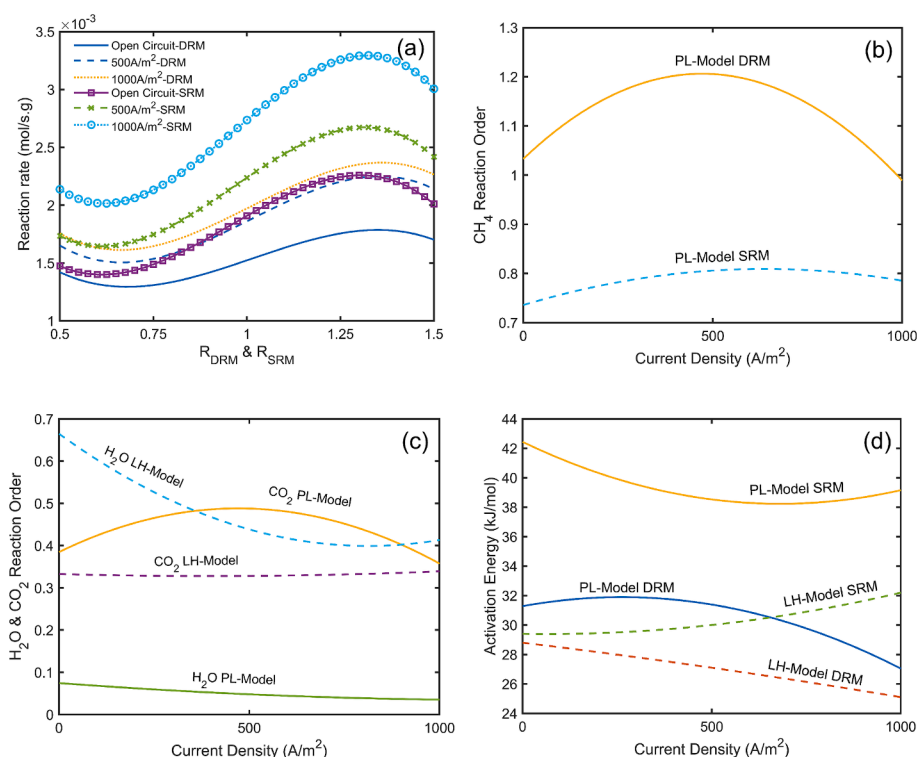 ×10⁻³
(a)
Open Circuit-DRM
500A/m²-DRM
1000A/m²-DRM
Open Circuit-SRM
500A/m²-SRM
1000A/m²-SRM
3.5
3
2.5
2
1.5
1
Reaction rate (mol/s.g)
0.5
0.75
1
1.25
1.5
R_DRM & R_SRM
(b)
PL-Model DRM
PL-Model SRM
1.4
1.3
1.2
1.1
1
0.9
0.8
0.7
CH₄ Reaction Order
0
500
1000
Current Density (A/m²)
(c)
H₂O LH-Model
CO₂ PL-Model
CO₂ LH-Model
H₂O PL-Model
0.7
0.6
0.5
0.4
0.3
0.2
0.1
0
H₂O & CO₂ Reaction Order
0
500
1000
Current Density (A/m²)
(d)
PL-Model SRM
PL-Model DRM
LH-Model SRM
LH-Model DRM
44
42
40
38
36
34
32
30
28
26
24
Activation Energy (kJ/mol)
0
500
1000
Current Density (A/m²)